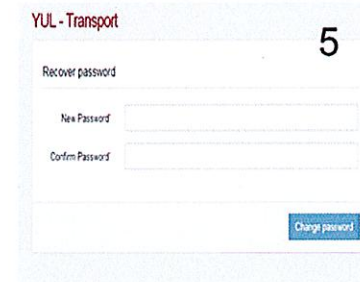 YUL - Transport
5
Recover password
New Password*
Confirm Password*
Change password